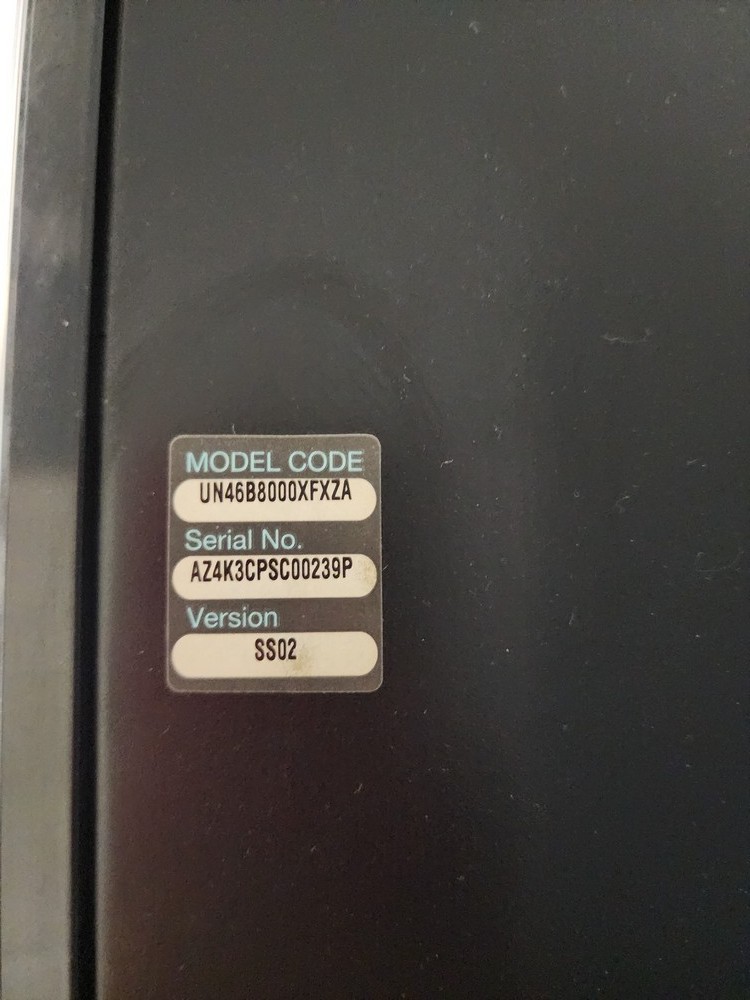 MODEL CODE
UN46B8000XFXZA
Serial No.
AZ4K3CPSC00239P
Version
SS02